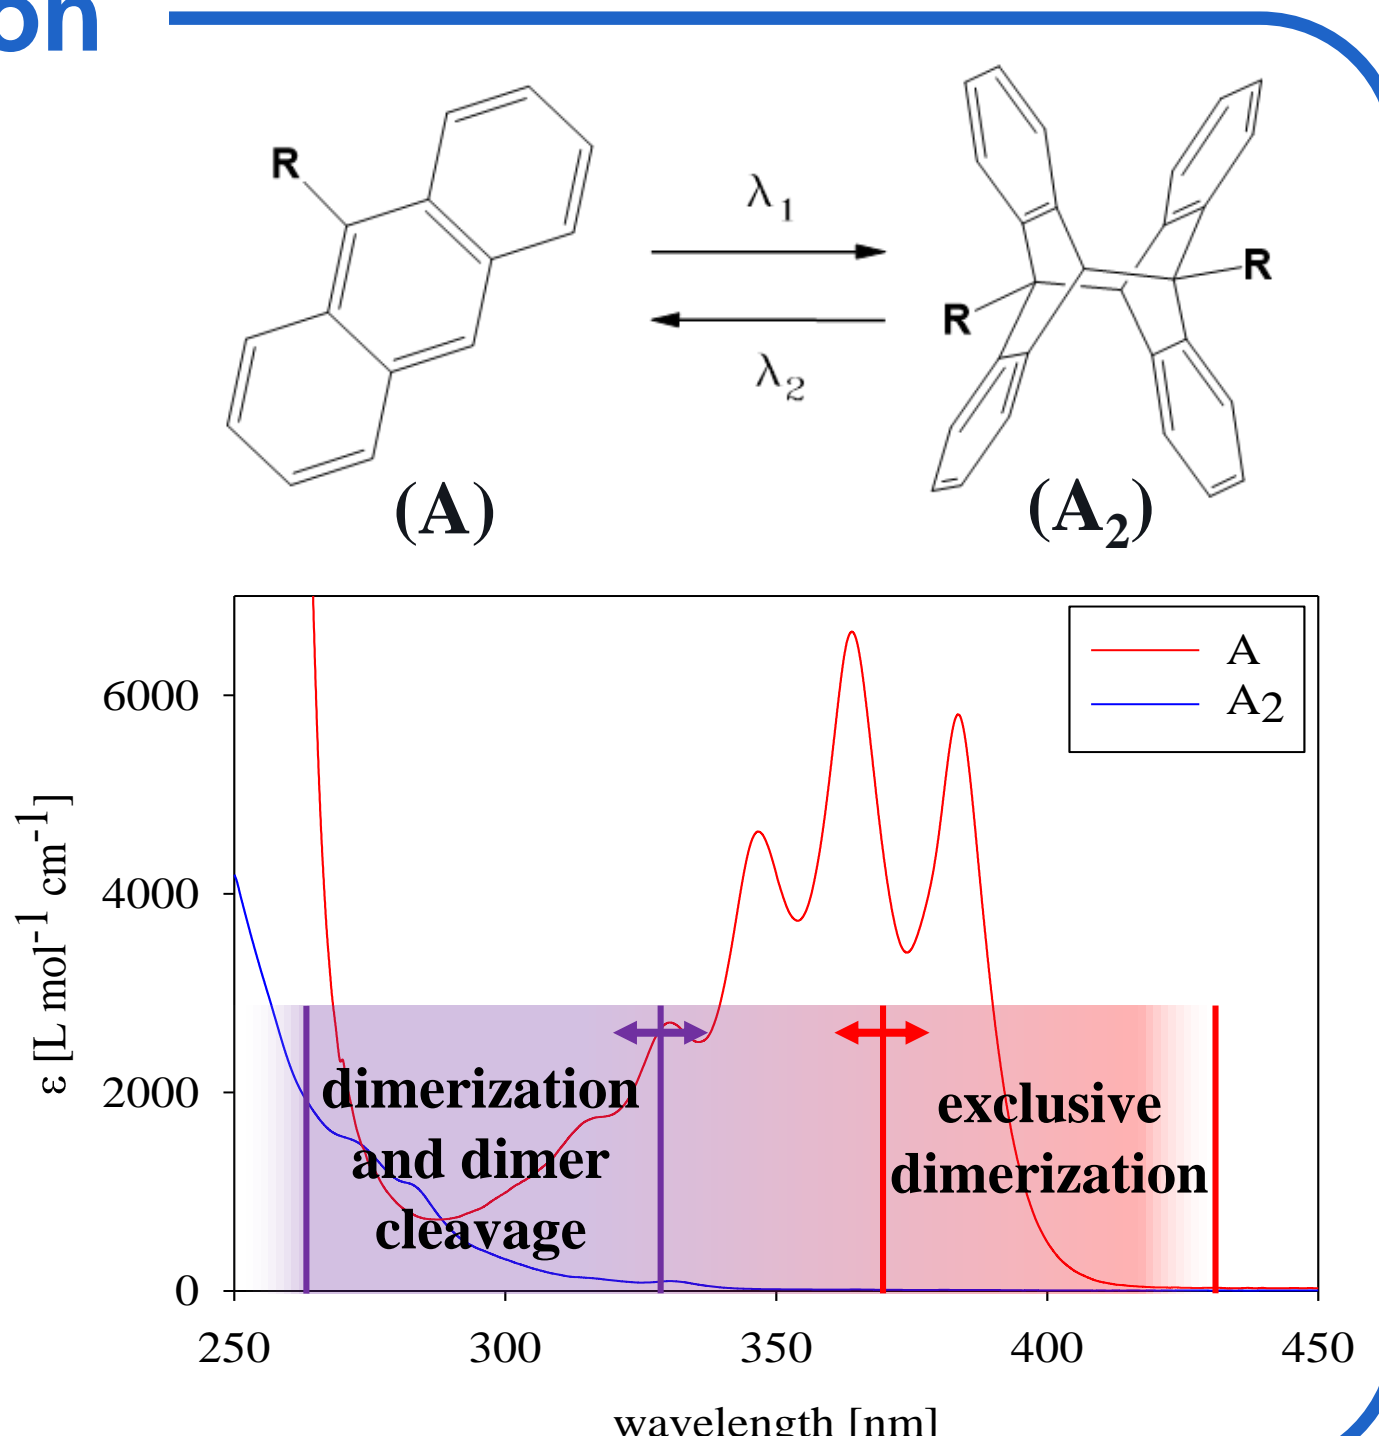 on
R
λ1
λ2
R
R
(A)
(A2)
A
A2
6000
4000
2000
0
ε [L mol-1 cm-1]
dimerization
and dimer
cleavage
exclusive
dimerization
250 300 350 400 450
wavelength [nm]